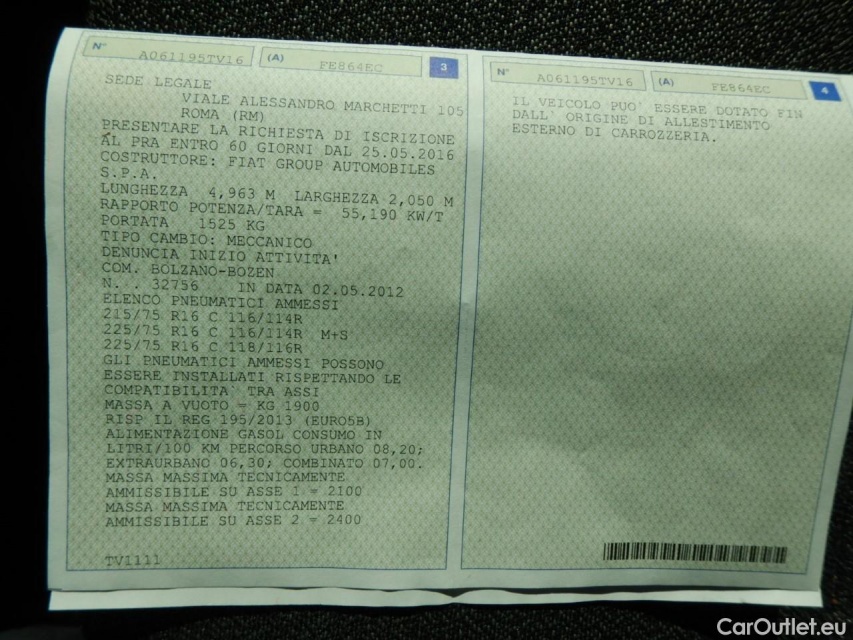 N° A061195TV16 (A) FE864EC 3
SEDE LEGALE
VIALE ALESSANDRO MARCHETTI 105
ROMA (RM)
PRESENTARE LA RICHIESTA DI ISCRIZIONE
AL PRA ENTRO 60 GIORNI DAL 25.05.2016
COSTRUTTORE: FIAT GROUP AUTOMOBILES
S.P.A.
LUNGHEZZA 4,963 M LARGHEZZA 2,050 M
RAPPORTO POTENZA/TARA = 55,190 KW/T
PORTATA 1525 KG
TIPO CAMBIO: MECCANICO
DENUNCIA INIZIO ATTIVITA'
COM. BOLZANO-BOZEN
N. . 32756 IN DATA 02.05.2012
ELENCO PNEUMATICI AMMESSI
215/75 R16 C 116/114R
225/75 R16 C 116/114R M+S
225/75 R16 C 118/116R
GLI PNEUMATICI AMMESSI POSSONO
ESSERE INSTALLATI RISPETTANDO LE
COMPATIBILITA` TRA ASSI
MASSA A VUOTO = KG 1900
RISP IL REG 195/2013 (EURO5B)
ALIMENTAZIONE GASOL CONSUMO IN
LITRI/100 KM PERCORSO URBANO 08,20;
EXTRAURBANO 06,30; COMBINATO 07,00.
MASSA MASSIMA TECNICAMENTE
AMMISSIBILE SU ASSE 1 = 2100
MASSA MASSIMA TECNICAMENTE
AMMISSIBILE SU ASSE 2 = 2400
TV1111
N° A061195TV16 (A) FE864EC 4
IL VEICOLO PUO` ESSERE DOTATO FIN
DALL` ORIGINE DI ALLESTIMENTO
ESTERNO DI CARROZZERIA.
CarOutlet.eu